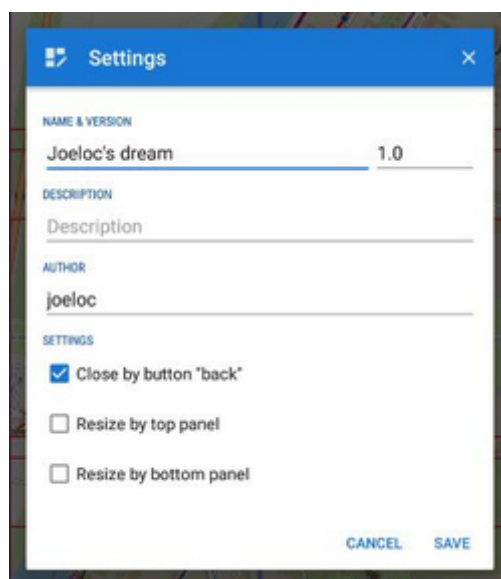 Settings
NAME & VERSION
Joeloc's dream 1.0
DESCRIPTION
Description
AUTHOR
joeloc
SETTINGS
Close by button "back"
Resize by top panel
Resize by bottom panel
CANCEL SAVE